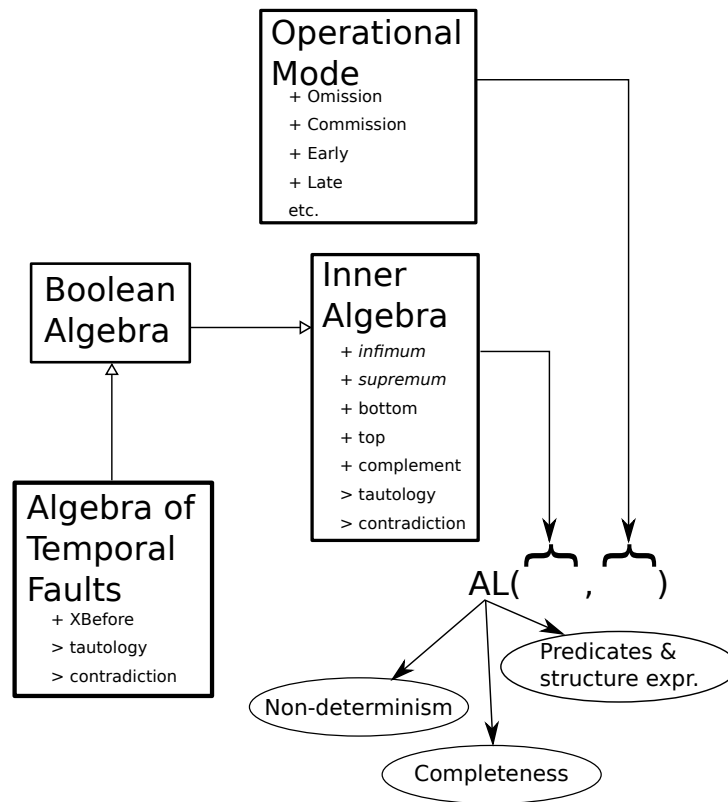 Operational
Mode
+ Omission
+ Commission
+ Early
+ Late
etc.
Boolean
Algebra
Inner
Algebra
+ infimum
+ supremum
+ bottom
+ top
+ complement
> tautology
> contradiction
Algebra of
Temporal
Faults
+ XBefore
> tautology
> contradiction
AL( , )
Predicates &
structure expr.
Non-determinism
Completeness